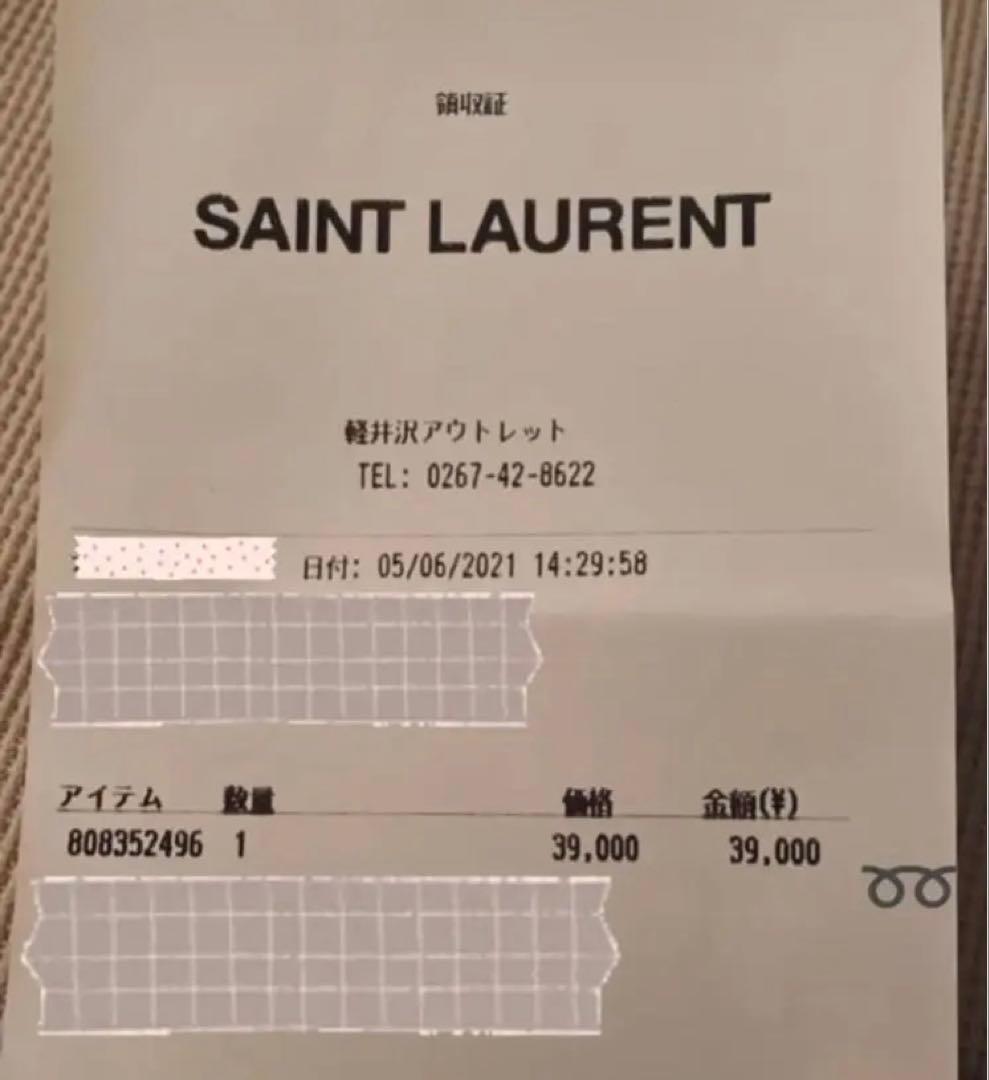 領収証
SAINT LAURENT
軽井沢アウトレット
TEL: 0267-42-8622
日付: 05/06/2021 14:29:58
アイテム 数量 価格 金額(¥)
808352496 1 39,000 39,000